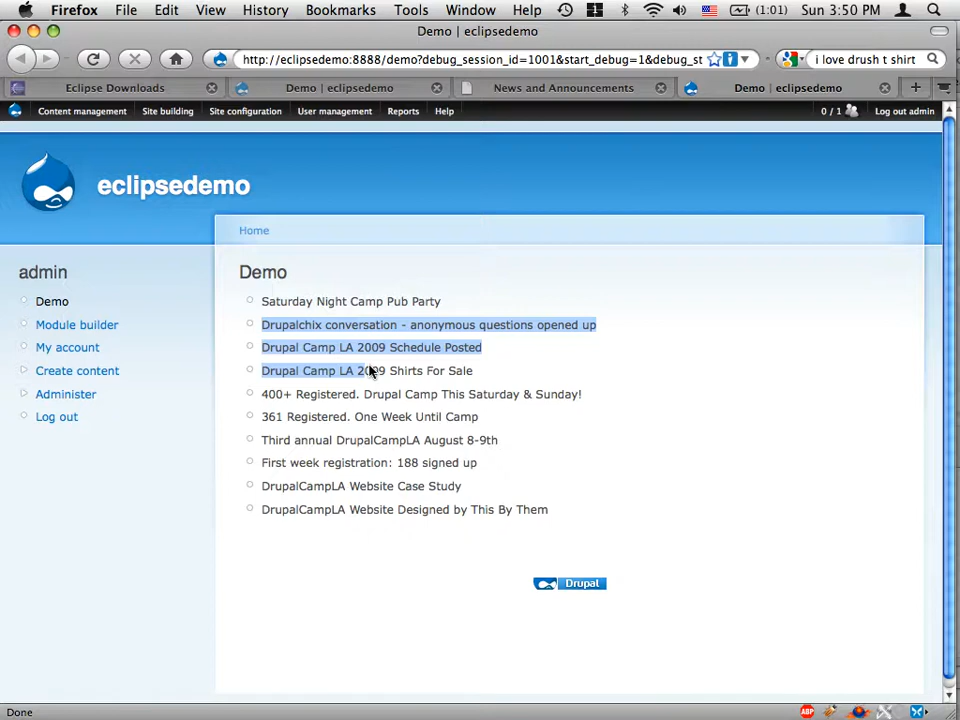 Firefox File Edit View History Bookmarks Tools Window Help (1:01) Sun 3:50 PM
Demo | eclipsedemo
http://eclipsedemo:8888/demo?debug_session_id=1001&start_debug=1&debug_st i love drush t shirt
Eclipse Downloads Demo | eclipsedemo News and Announcements Demo | eclipsedemo
Content management Site building Site configuration User management Reports Help 0 / 1 Log out admin
eclipsedemo
Home
admin
Demo
Module builder
My account
Create content
Administer
Log out
Demo
Saturday Night Camp Pub Party
Drupalchix conversation - anonymous questions opened up
Drupal Camp LA 2009 Schedule Posted
Drupal Camp LA 2009 Shirts For Sale
400+ Registered. Drupal Camp This Saturday & Sunday!
361 Registered. One Week Until Camp
Third annual DrupalCampLA August 8-9th
First week registration: 188 signed up
DrupalCampLA Website Case Study
DrupalCampLA Website Designed by This By Them
Drupal
Done
ABP